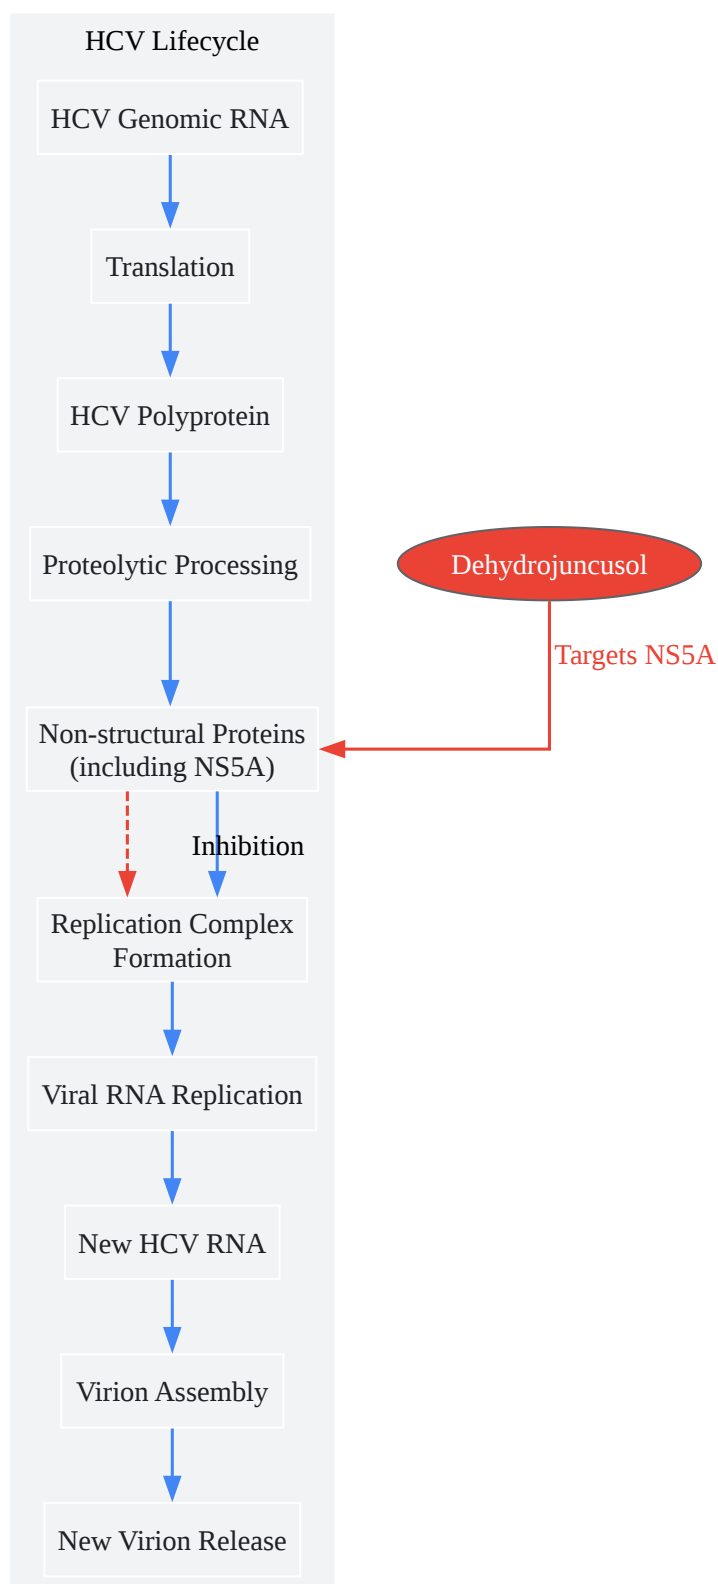 HCV Lifecycle
HCV Genomic RNA
Translation
HCV Polyprotein
Proteolytic Processing
Dehydrojuncusol
Targets NS5A
Non-structural Proteins
(including NS5A)
Inhibition
Replication Complex
Formation
Viral RNA Replication
New HCV RNA
Virion Assembly
New Virion Release